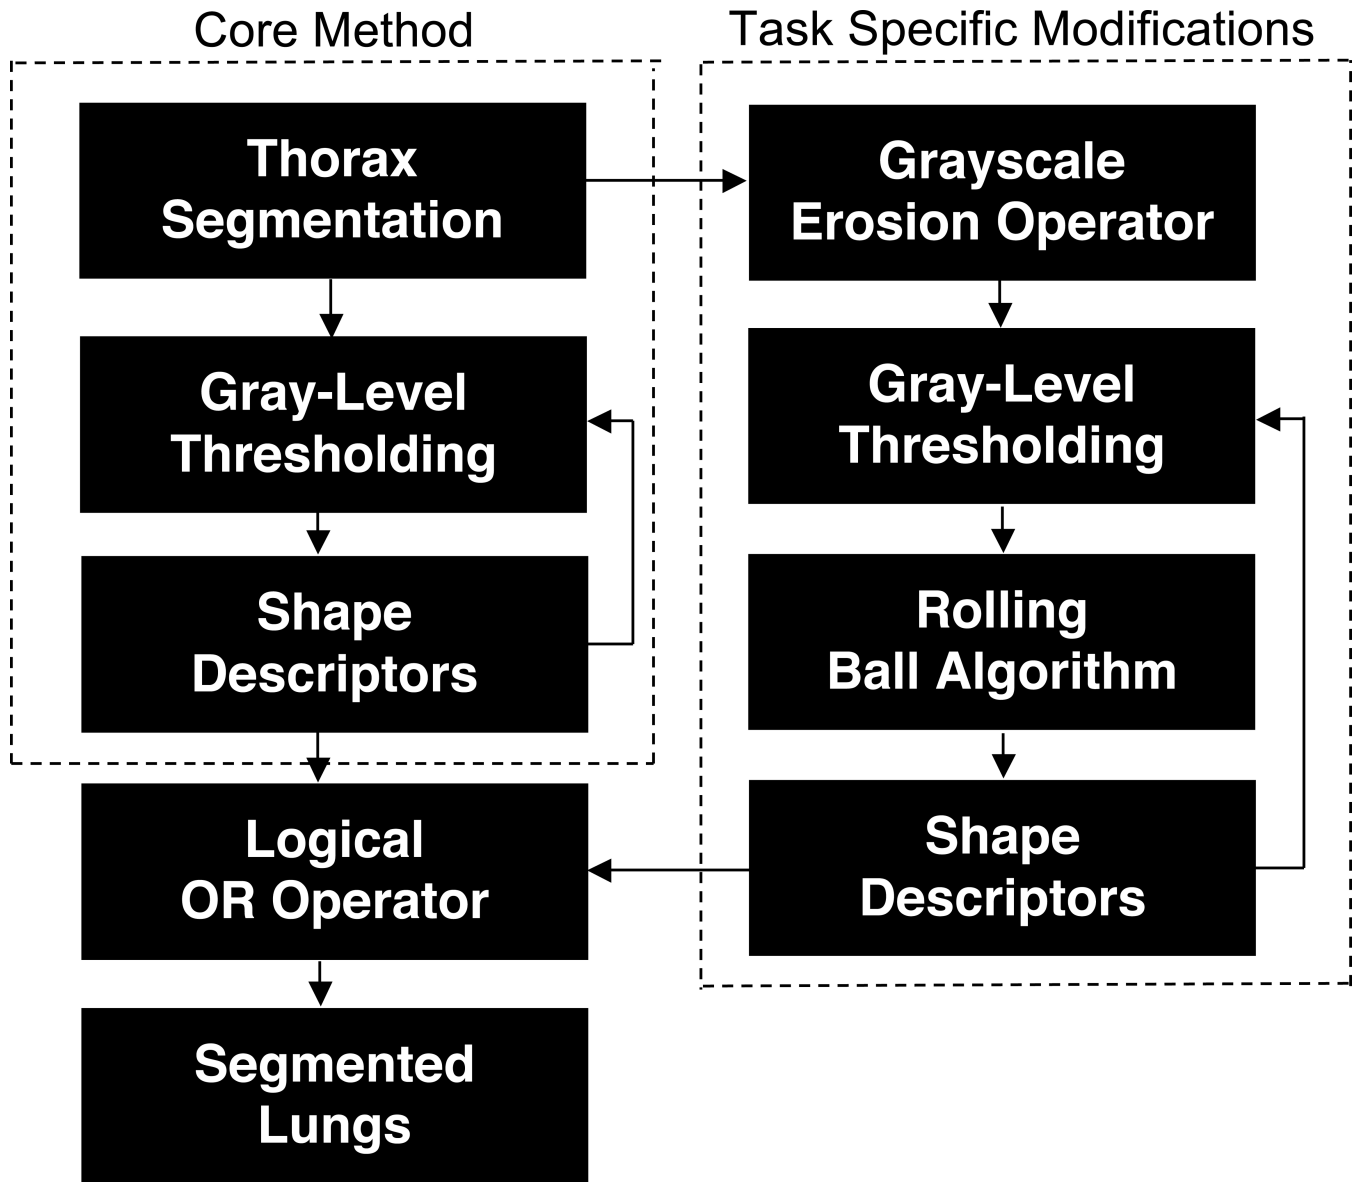 Core Method
Thorax
Segmentation
Gray-Level
Thresholding
Shape
Descriptors
Logical
OR Operator
Segmented
Lungs
Task Specific Modifications
Grayscale
Erosion Operator
Gray-Level
Thresholding
Rolling
Ball Algorithm
Shape
Descriptors